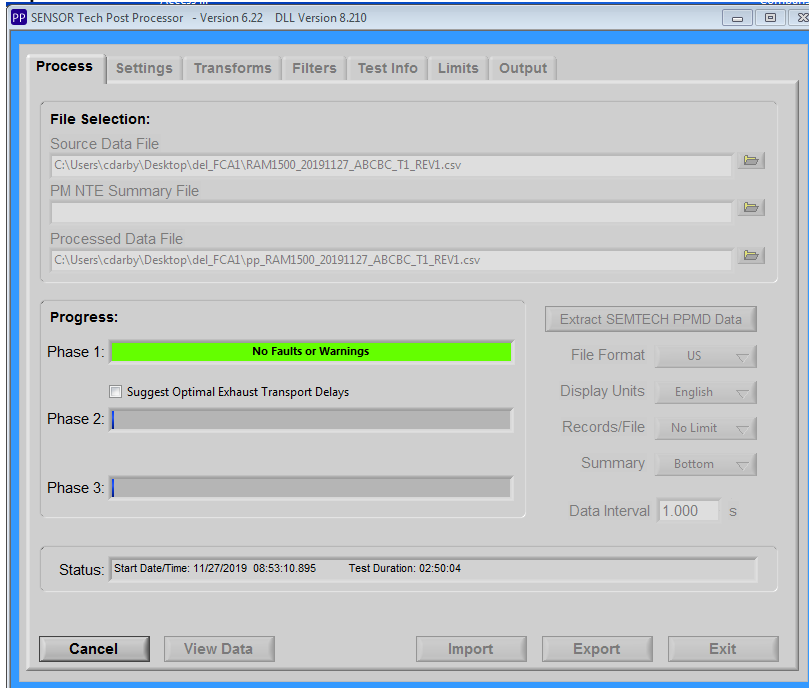 PP SENSOR Tech Post Processor - Version 6.22 DLL Version 8.210
Process Settings Transforms Filters Test Info Limits Output
File Selection:
Source Data File
C:\Users\cdarby\Desktop\del_FCA1\RAM1500_20191127_ABCBC_T1_REV1.csv
PM NTE Summary File
Processed Data File
C:\Users\cdarby\Desktop\del_FCA1\pp_RAM1500_20191127_ABCBC_T1_REV1.csv
Progress:
Phase 1: No Faults or Warnings
Suggest Optimal Exhaust Transport Delays
Phase 2:
Phase 3:
Extract SEMTECH PPMD Data
File Format US
Display Units English
Records/File No Limit
Summary Bottom
Data Interval 1.000 s
Status: Start Date/Time: 11/27/2019 08:53:10.895 Test Duration: 02:50:04
Cancel View Data Import Export Exit